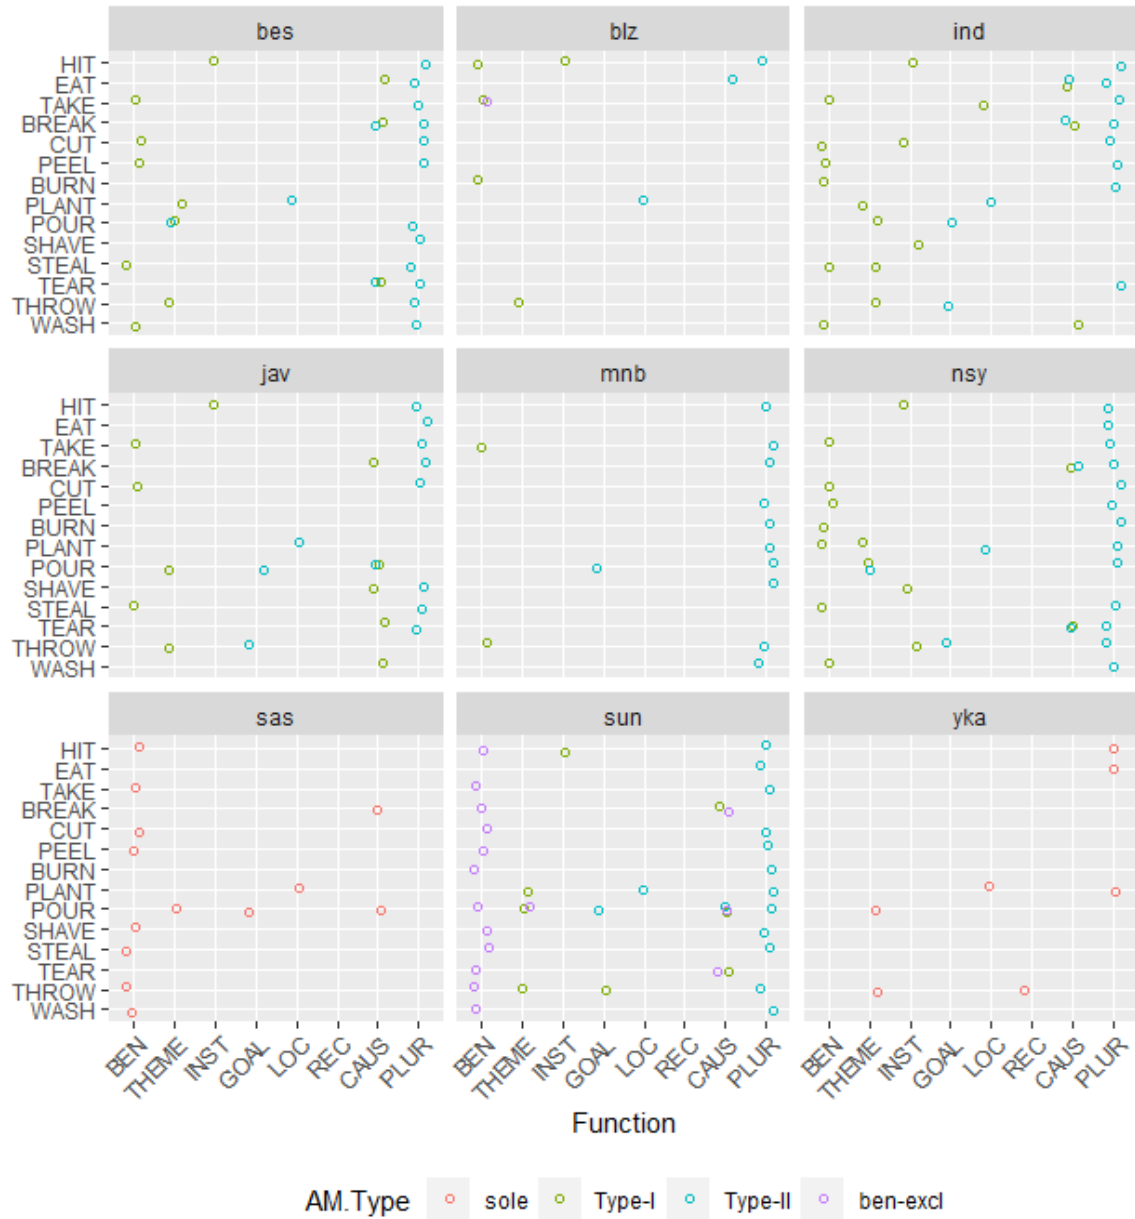 bes blz ind
HIT
EAT
TAKE
BREAK
CUT
PEEL
BURN
PLANT
POUR
SHAVE
STEAL
TEAR
THROW
WASH
jav mnb nsy
HIT
EAT
TAKE
BREAK
CUT
PEEL
BURN
PLANT
POUR
SHAVE
STEAL
TEAR
THROW
WASH
sas sun yka
HIT
EAT
TAKE
BREAK
CUT
PEEL
BURN
PLANT
POUR
SHAVE
STEAL
TEAR
THROW
WASH
BEN THEME INST GOAL LOC REC CAUS PLUR BEN THEME INST GOAL LOC REC CAUS PLUR BEN THEME INST GOAL LOC REC CAUS PLUR
Function
AM.Type sole Type-I Type-II ben-excl